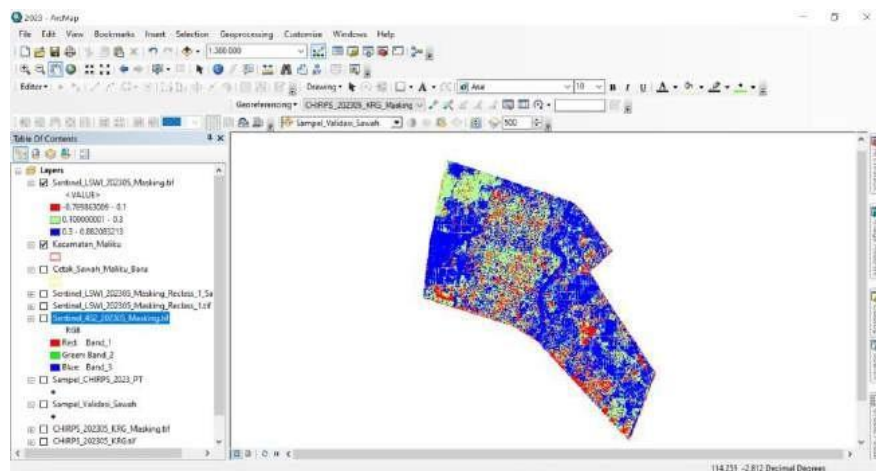 2023 - ArcMap
File Edit View Bookmarks Insert Selection Geoprocessing Customize Windows Help
1:300.000
Editor
Drawing
Arial
10
B I U A
Georeferencing
CHIRPS_202305_KRG_Masking
Sampel_Validasi_Sawah
500
Table Of Contents
Layers
Sentinel_LSWI_202305_Masking.tif
<VALUE>
-0.769863009 - 0.1
0.100000001 - 0.3
0.3 - 0.882083213
Kecamatan_Maliku
Cetak_Sawah_Maliku_Baru
Sentinel_LSWI_202305_Masking_Reclass_1_Sa
Sentinel_LSWI_202305_Masking_Reclass_1.tif
Sentinel_432_202305_Masking.tif
RGB
Red: Band_1
Green: Band_2
Blue: Band_3
Sampel_CHIRPS_2023_PT
Sampel_Validasi_Sawah
CHIRPS_202305_KRG_Masking.tif
CHIRPS_202305_KRG.tif
114.239 -2.812 Decimal Degrees